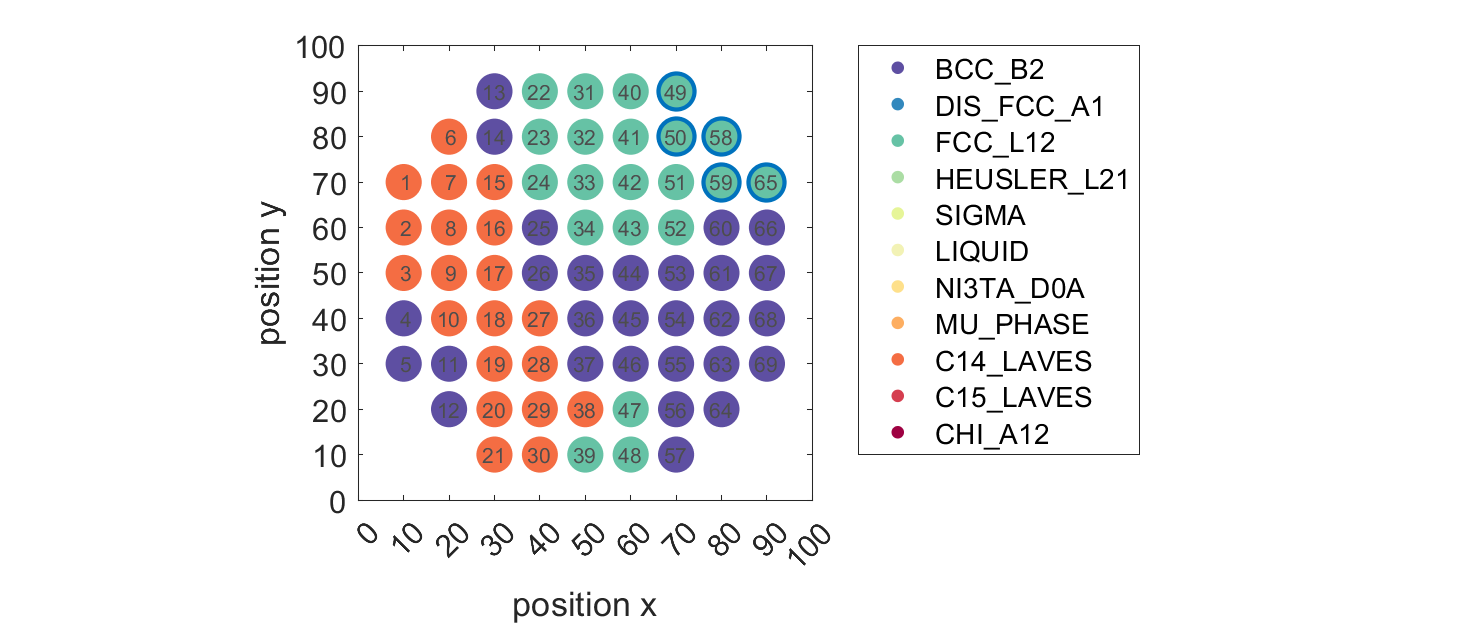 100
90
80
70
60
50
40
30
20
10
0
position y
13 22 31 40 49
6 14 23 32 41 50 58
1 7 15 24 33 42 51 59 65
2 8 16 25 34 43 52 60 66
3 9 17 26 35 44 53 61 67
4 10 18 27 36 45 54 62 68
5 11 19 28 37 46 55 63 69
12 20 29 38 47 56 64
21 30 39 48 57
0 10 20 30 40 50 60 70 80 90 100
position x
BCC_B2
DIS_FCC_A1
FCC_L12
HEUSLER_L21
SIGMA
LIQUID
NI3TA_D0A
MU_PHASE
C14_LAVES
C15_LAVES
CHI_A12